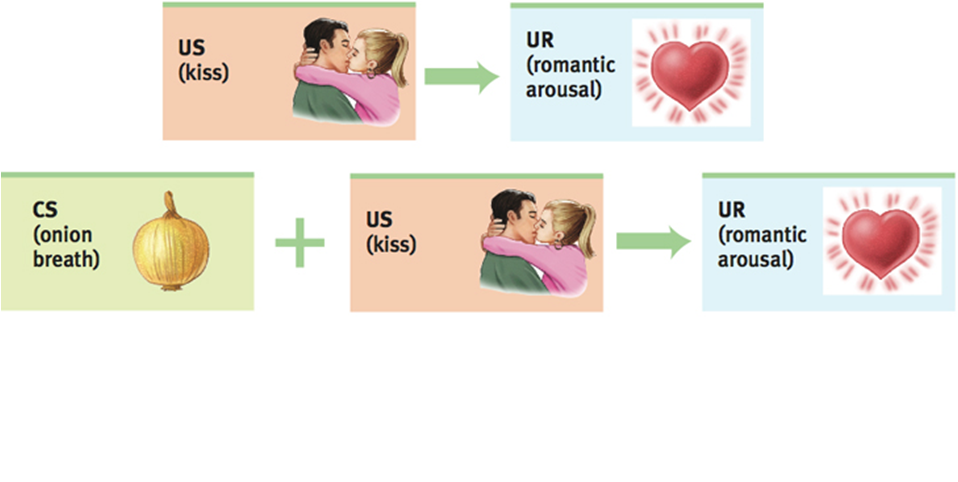 US
(kiss)
UR
(romantic
arousal)
CS
(onion
breath)
US
(kiss)
UR
(romantic
arousal)